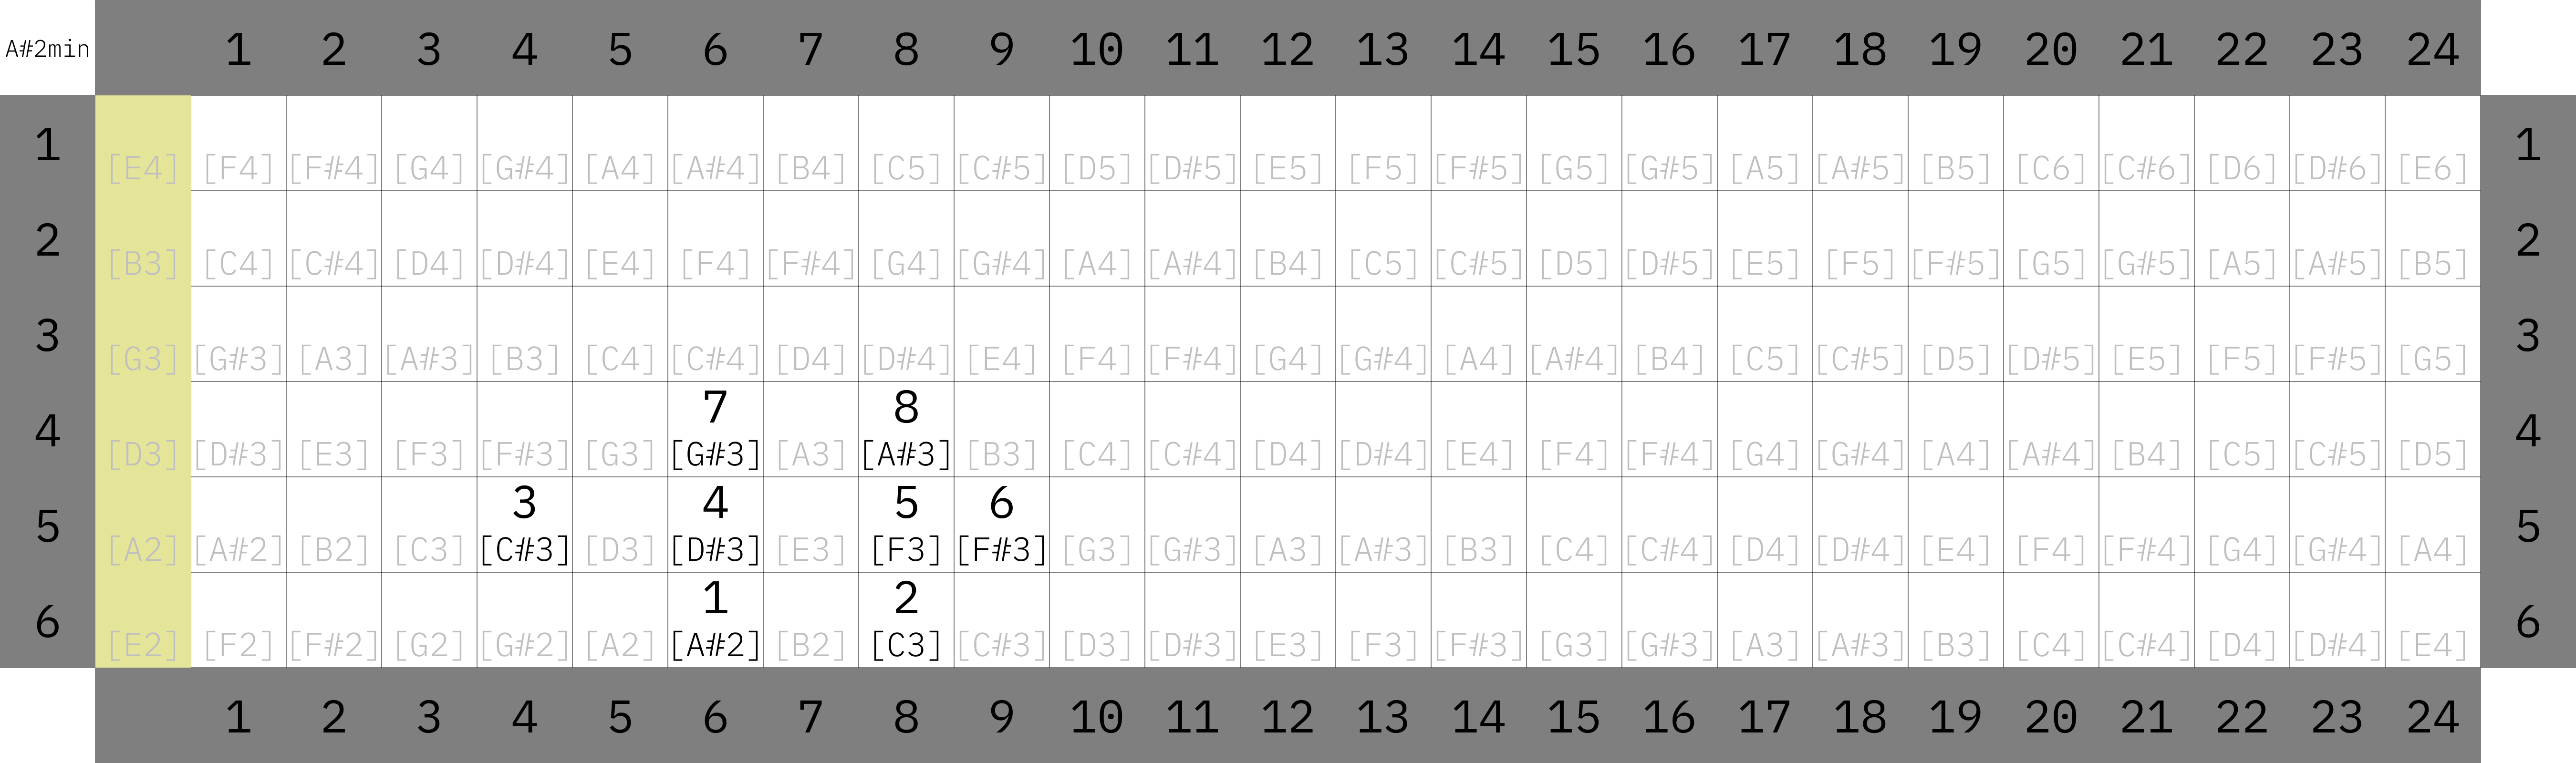 A#2min 1 2 3 4 5 6 7 8 9 10 11 12 13 14 15 16 17 18 19 20 21 22 23 24
1 [E4] [F4] [F#4] [G4] [G#4] [A4] [A#4] [B4] [C5] [C#5] [D5] [D#5] [E5] [F5] [F#5] [G5] [G#5] [A5] [A#5] [B5] [C6] [C#6] [D6] [D#6] [E6] 1
2 [B3] [C4] [C#4] [D4] [D#4] [E4] [F4] [F#4] [G4] [G#4] [A4] [A#4] [B4] [C5] [C#5] [D5] [D#5] [E5] [F5] [F#5] [G5] [G#5] [A5] [A#5] [B5] 2
3 [G3] [G#3] [A3] [A#3] [B3] [C4] [C#4] [D4] [D#4] [E4] [F4] [F#4] [G4] [G#4] [A4] [A#4] [B4] [C5] [C#5] [D5] [D#5] [E5] [F5] [F#5] [G5] 3
7 8
4 [D3] [D#3] [E3] [F3] [F#3] [G3] [G#3] [A3] [A#3] [B3] [C4] [C#4] [D4] [D#4] [E4] [F4] [F#4] [G4] [G#4] [A4] [A#4] [B4] [C5] [C#5] [D5] 4
3 4 5 6
5 [A2] [A#2] [B2] [C3] [C#3] [D3] [D#3] [E3] [F3] [F#3] [G3] [G#3] [A3] [A#3] [B3] [C4] [C#4] [D4] [D#4] [E4] [F4] [F#4] [G4] [G#4] [A4] 5
1 2
6 [E2] [F2] [F#2] [G2] [G#2] [A2] [A#2] [B2] [C3] [C#3] [D3] [D#3] [E3] [F3] [F#3] [G3] [G#3] [A3] [A#3] [B3] [C4] [C#4] [D4] [D#4] [E4] 6
1 2 3 4 5 6 7 8 9 10 11 12 13 14 15 16 17 18 19 20 21 22 23 24